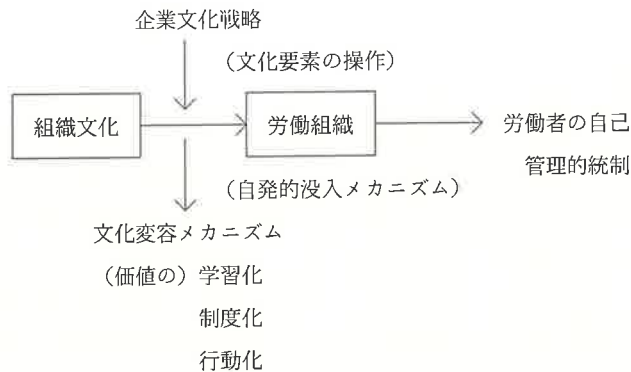 企業文化戦略
（文化要素の操作）
組織文化
労働組織
労働者の自己
管理的統制
（自発的没入メカニズム）
文化変容メカニズム
（価値の）学習化
制度化
行動化